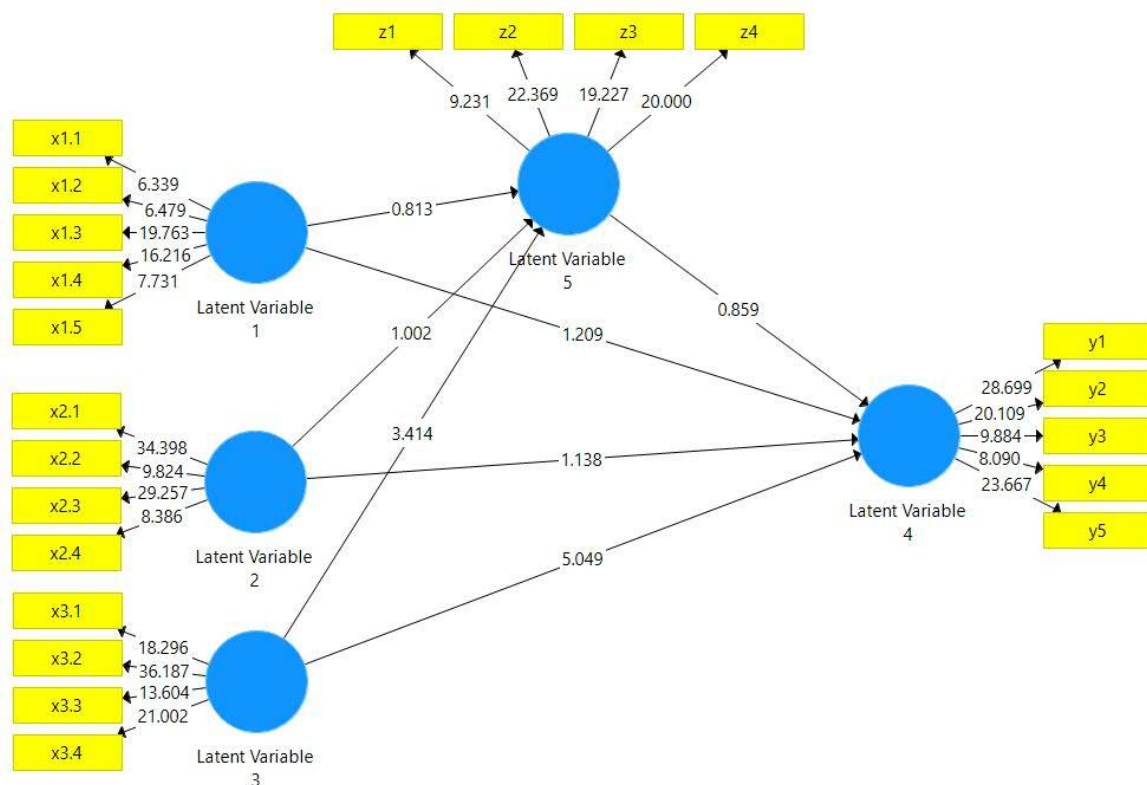 z1
z2
z3
z4
9.231
22.369
19.227
20.000
x1.1
x1.2
x1.3
x1.4
x1.5
6.339
6.479
19.763
16.216
7.731
Latent Variable
1
0.813
Latent Variable
5
1.002
1.209
0.859
3.414
x2.1
x2.2
x2.3
x2.4
34.398
9.824
29.257
8.386
Latent Variable
2
1.138
5.049
Latent Variable
4
28.699
20.109
9.884
8.090
23.667
y1
y2
y3
y4
y5
x3.1
x3.2
x3.3
x3.4
18.296
36.187
13.604
21.002
Latent Variable
3